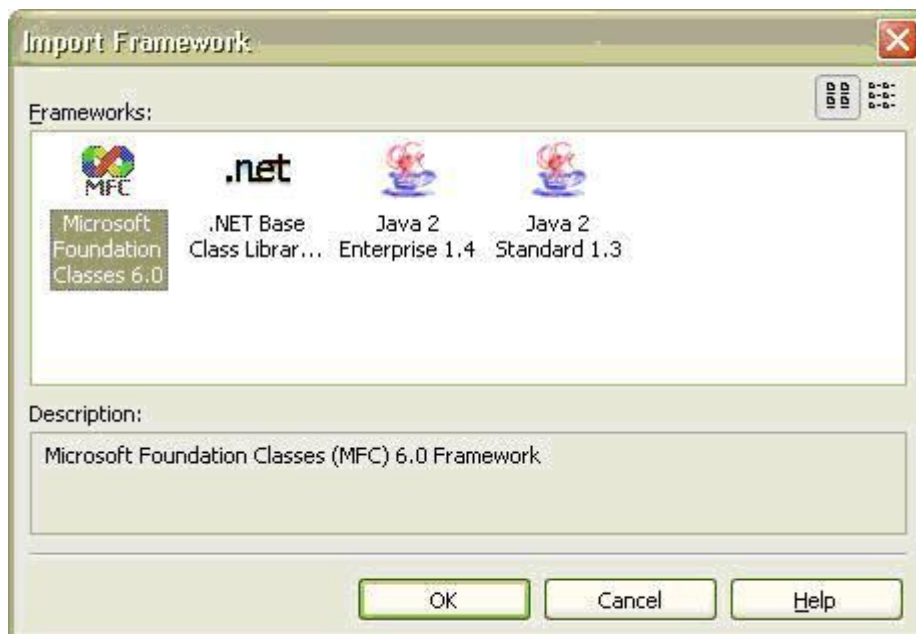 Import Framework
Frameworks:
MFC
Microsoft
Foundation
Classes 6.0
.net
.NET Base
Class Librar...
Java 2
Enterprise 1.4
Java 2
Standard 1.3
Description:
Microsoft Foundation Classes (MFC) 6.0 Framework
OK
Cancel
Help